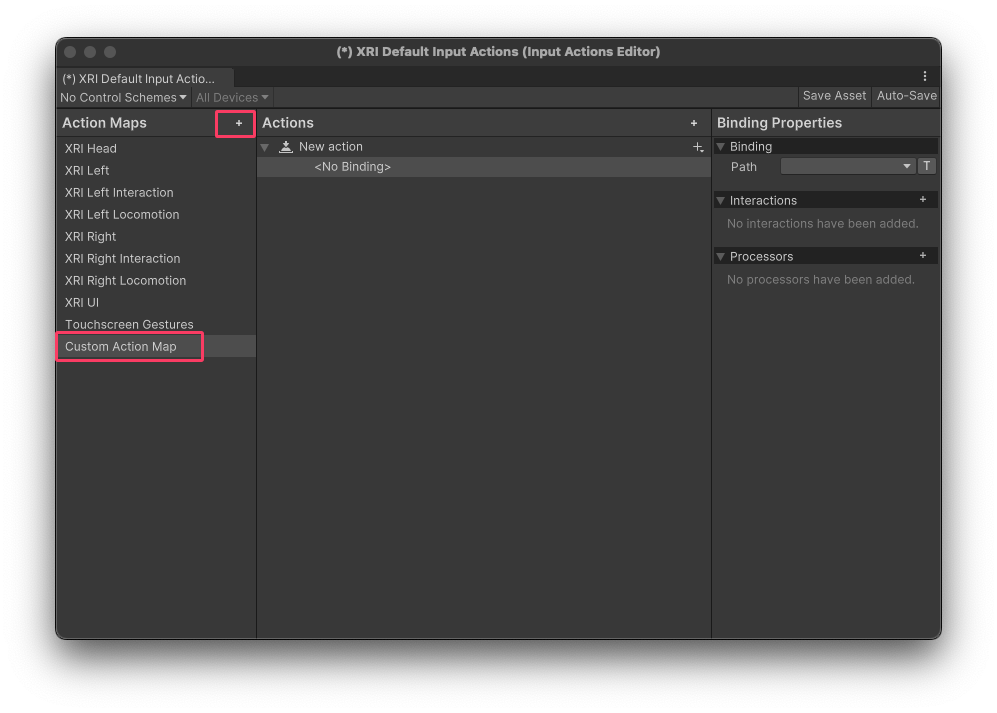 (*) XRI Default Input Actions (Input Actions Editor)
(*) XRI Default Input Actio...
No Control Schemes
All Devices
Save Asset
Auto-Save
Action Maps
+
Actions
+
Binding Properties
XRI Head
XRI Left
XRI Left Interaction
XRI Left Locomotion
XRI Right
XRI Right Interaction
XRI Right Locomotion
XRI UI
Touchscreen Gestures
Custom Action Map
New action
+
<No Binding>
Binding
Path
T
Interactions
+
No interactions have been added.
Processors
+
No processors have been added.